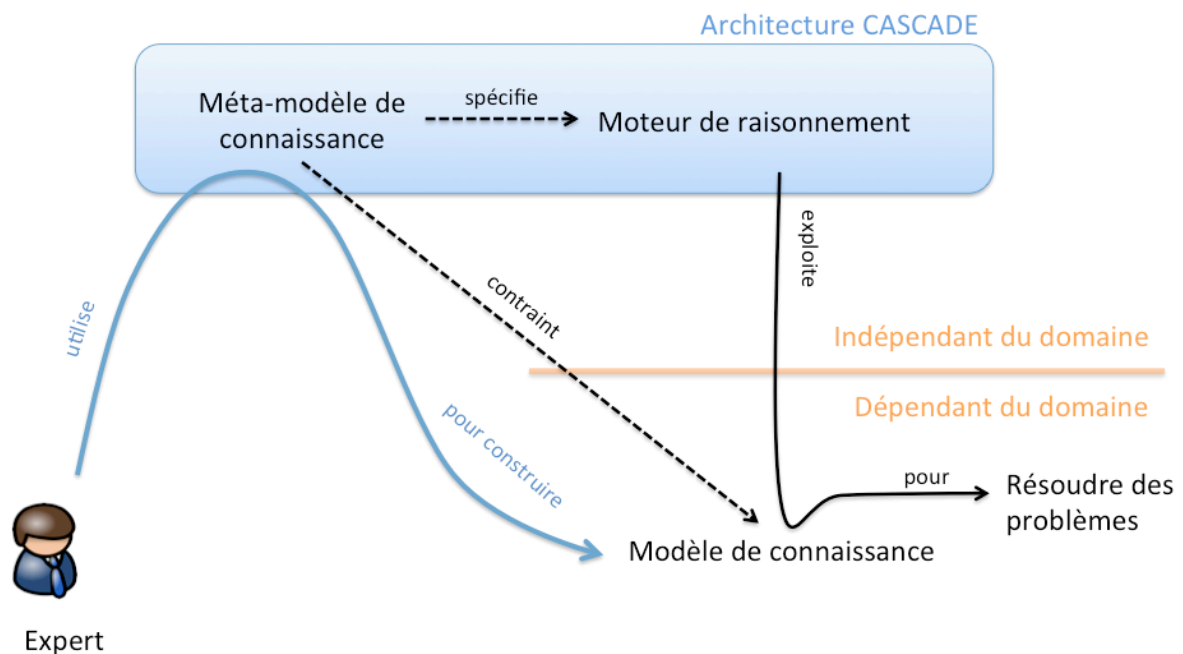 Architecture CASCADE
Méta-modèle de
connaissance
spécifie
Moteur de raisonnement
exploite
utilise
contraint
Indépendant du domaine
Dépendant du domaine
pour construire
pour
Résoudre des
problèmes
Modèle de connaissance
Expert